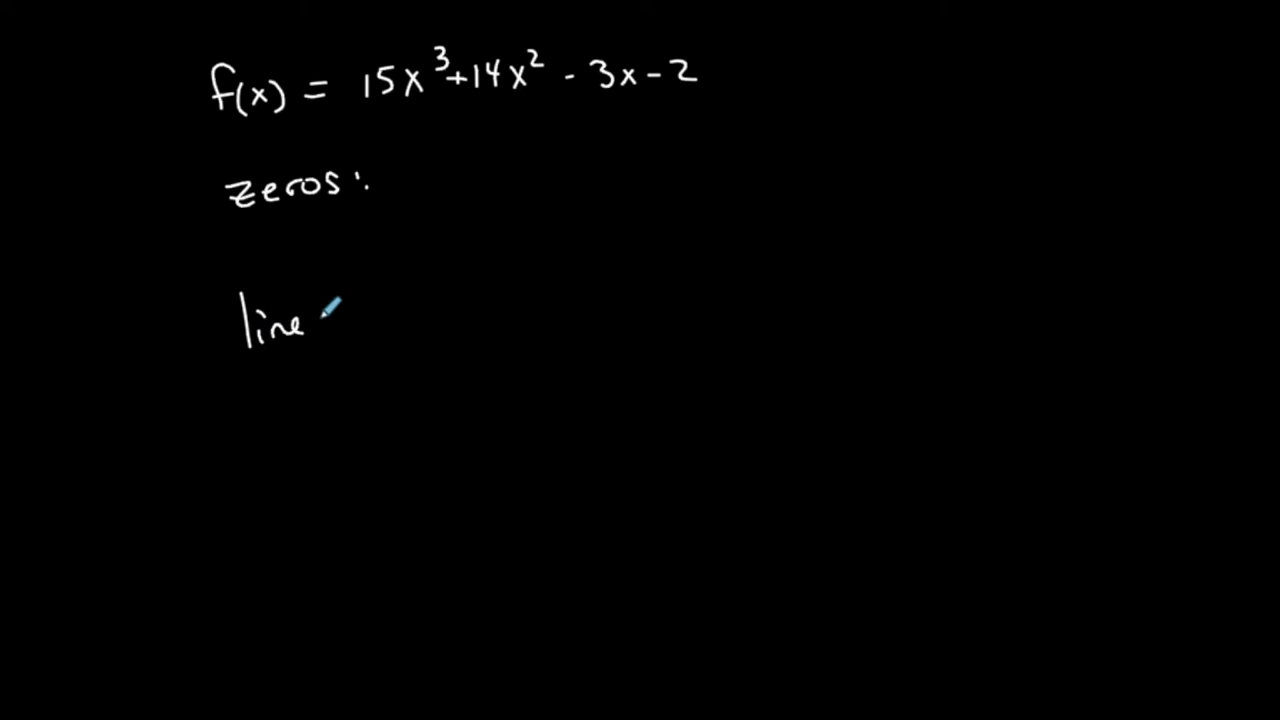 f(x) = 15x³+14x² - 3x - 2
zeros:
line